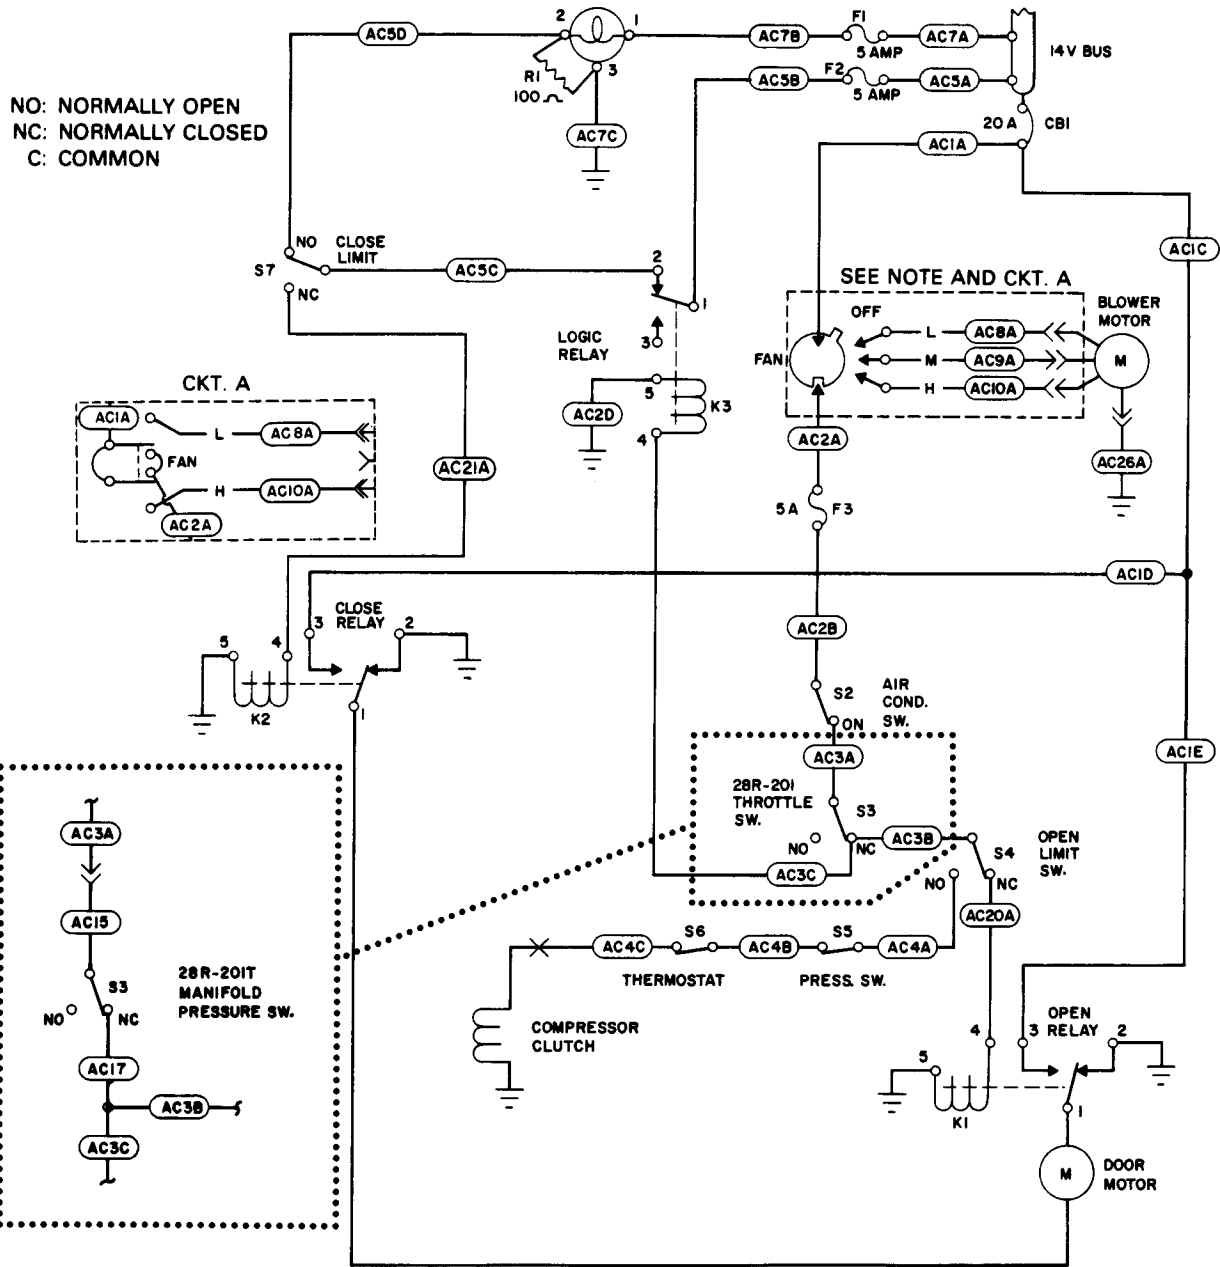 AC5D
2
1
AC7B
F1
5 AMP
AC7A
14V BUS
3
R1
100
AC5B
F2
5 AMP
AC5A
NO: NORMALLY OPEN
NC: NORMALLY CLOSED
C: COMMON
AC7C
20A
CB1
AC1A
AC1C
NO
CLOSE
LIMIT
S7
NC
AC5C
2
1
3
LOGIC
RELAY
SEE NOTE AND CKT. A
OFF
BLOWER
MOTOR
FAN
L
AC8A
M
AC9A
M
H
AC10A
5
K3
AC2D
4
AC2A
AC26A
CKT. A
AC1A
L
AC8A
FAN
H
AC10A
AC2A
AC21A
5A
F3
AC1D
3
CLOSE
RELAY
2
AC2B
5
4
K2
1
S2
AIR
COND.
SW.
ON
AC3A
AC1E
28R-201
THROTTLE
SW.
S3
NO
NC
AC3B
S4
OPEN
LIMIT
SW.
AC3C
NO
NC
AC20A
AC3A
AC15
S3
28R-201T
MANIFOLD
PRESSURE SW.
NO
NC
AC17
AC3B
AC3C
AC4C
S6
AC4B
S5
AC4A
THERMOSTAT
PRESS. SW.
COMPRESSOR
CLUTCH
4
3
OPEN
RELAY
2
5
K1
1
M
DOOR
MOTOR